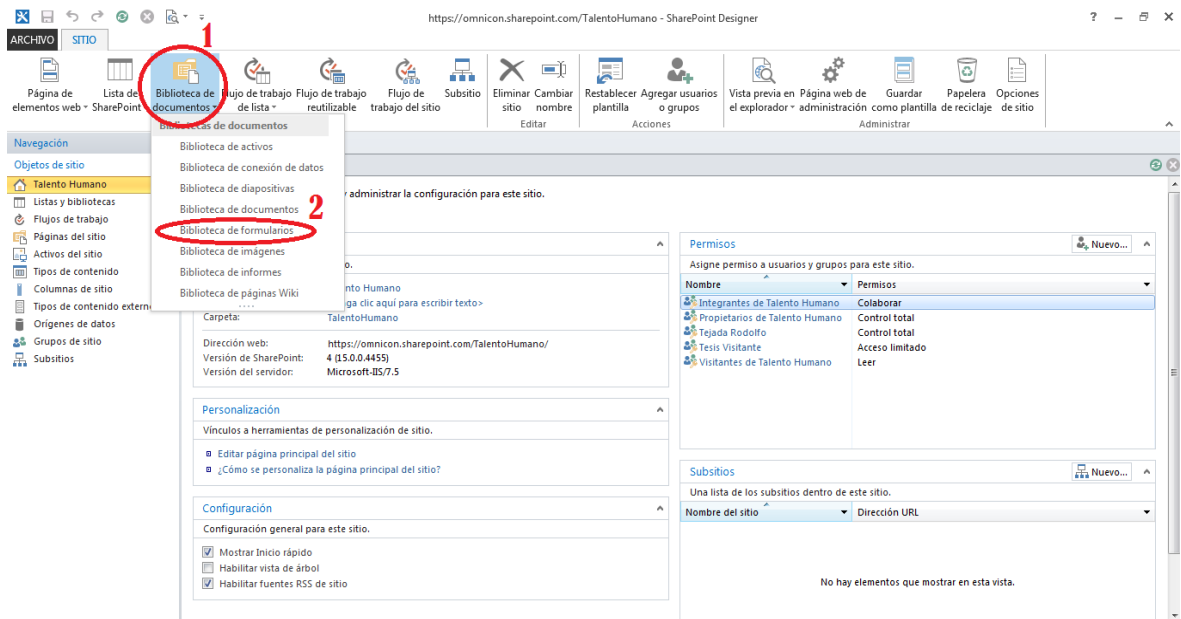 https://omnicon.sharepoint.com/TalentoHumano - SharePoint Designer
ARCHIVO SITIO
1
Página de elementos web
Lista de SharePoint
Biblioteca de documentos
Flujo de trabajo de lista
Flujo de trabajo reutilizable
Flujo de trabajo del sitio
Subsitio
Eliminar sitio
Cambiar nombre
Restablecer plantilla
Agregar usuarios o grupos
Vista previa en el explorador
Página web de administración
Guardar como plantilla
Papelera de reciclaje
Opciones de sitio
Editar
Acciones
Administrar
Bibliotecas de documentos
Biblioteca de activos
Biblioteca de conexión de datos
Biblioteca de diapositivas
Biblioteca de documentos
2
Biblioteca de formularios
Biblioteca de imágenes
Biblioteca de informes
Biblioteca de páginas Wiki
Navegación
Objetos de sitio
Talento Humano
Listas y bibliotecas
Flujos de trabajo
Páginas del sitio
Activos del sitio
Tipos de contenido
Columnas de sitio
Tipos de contenido externo
Orígenes de datos
Grupos de sitio
Subsitios
y administrar la configuración para este sitio.
clic aquí para escribir texto>
Carpeta: TalentoHumano
Dirección web: https://omnicon.sharepoint.com/TalentoHumano/
Versión de SharePoint: 4 (15.0.0.4455)
Versión del servidor: Microsoft-IIS/7.5
Personalización
Vínculos a herramientas de personalización de sitio.
Editar página principal del sitio
¿Cómo se personaliza la página principal del sitio?
Configuración
Configuración general para este sitio.
Mostrar Inicio rápido
Habilitar vista de árbol
Habilitar fuentes RSS de sitio
Permisos Nuevo...
Asigne permiso a usuarios y grupos para este sitio.
Nombre Permisos
Integrantes de Talento Humano Colaborar
Propietarios de Talento Humano Control total
Tejada Rodolfo Control total
Tesis Visitante Acceso limitado
Visitantes de Talento Humano Leer
Subsitios Nuevo...
Una lista de los subsitios dentro de este sitio.
Nombre del sitio Dirección URL
No hay elementos que mostrar en esta vista.